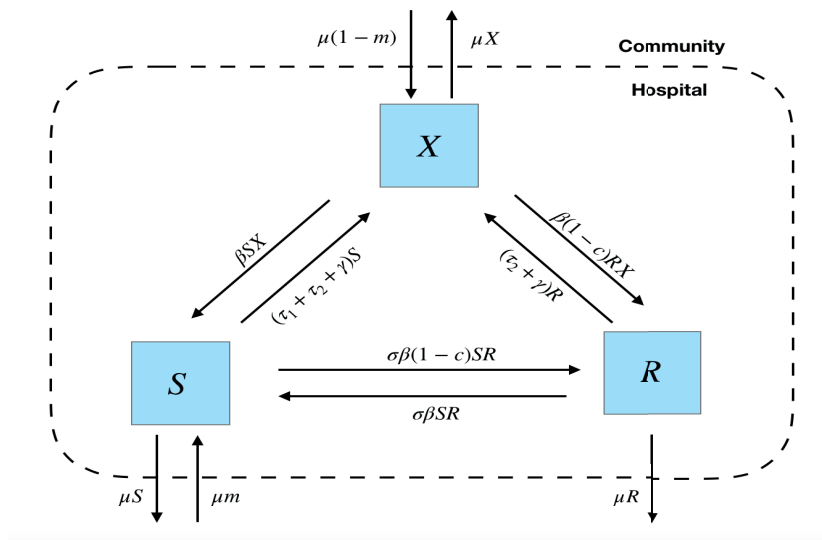 μ(1 − m)
μX
Community
Hospital
X
βSX
(τ₁ + τ₂ + γ)S
β(1 − c)RX
(τ₂ + γ)R
S
σβ(1 − c)SR
σβSR
R
μS
μm
μR